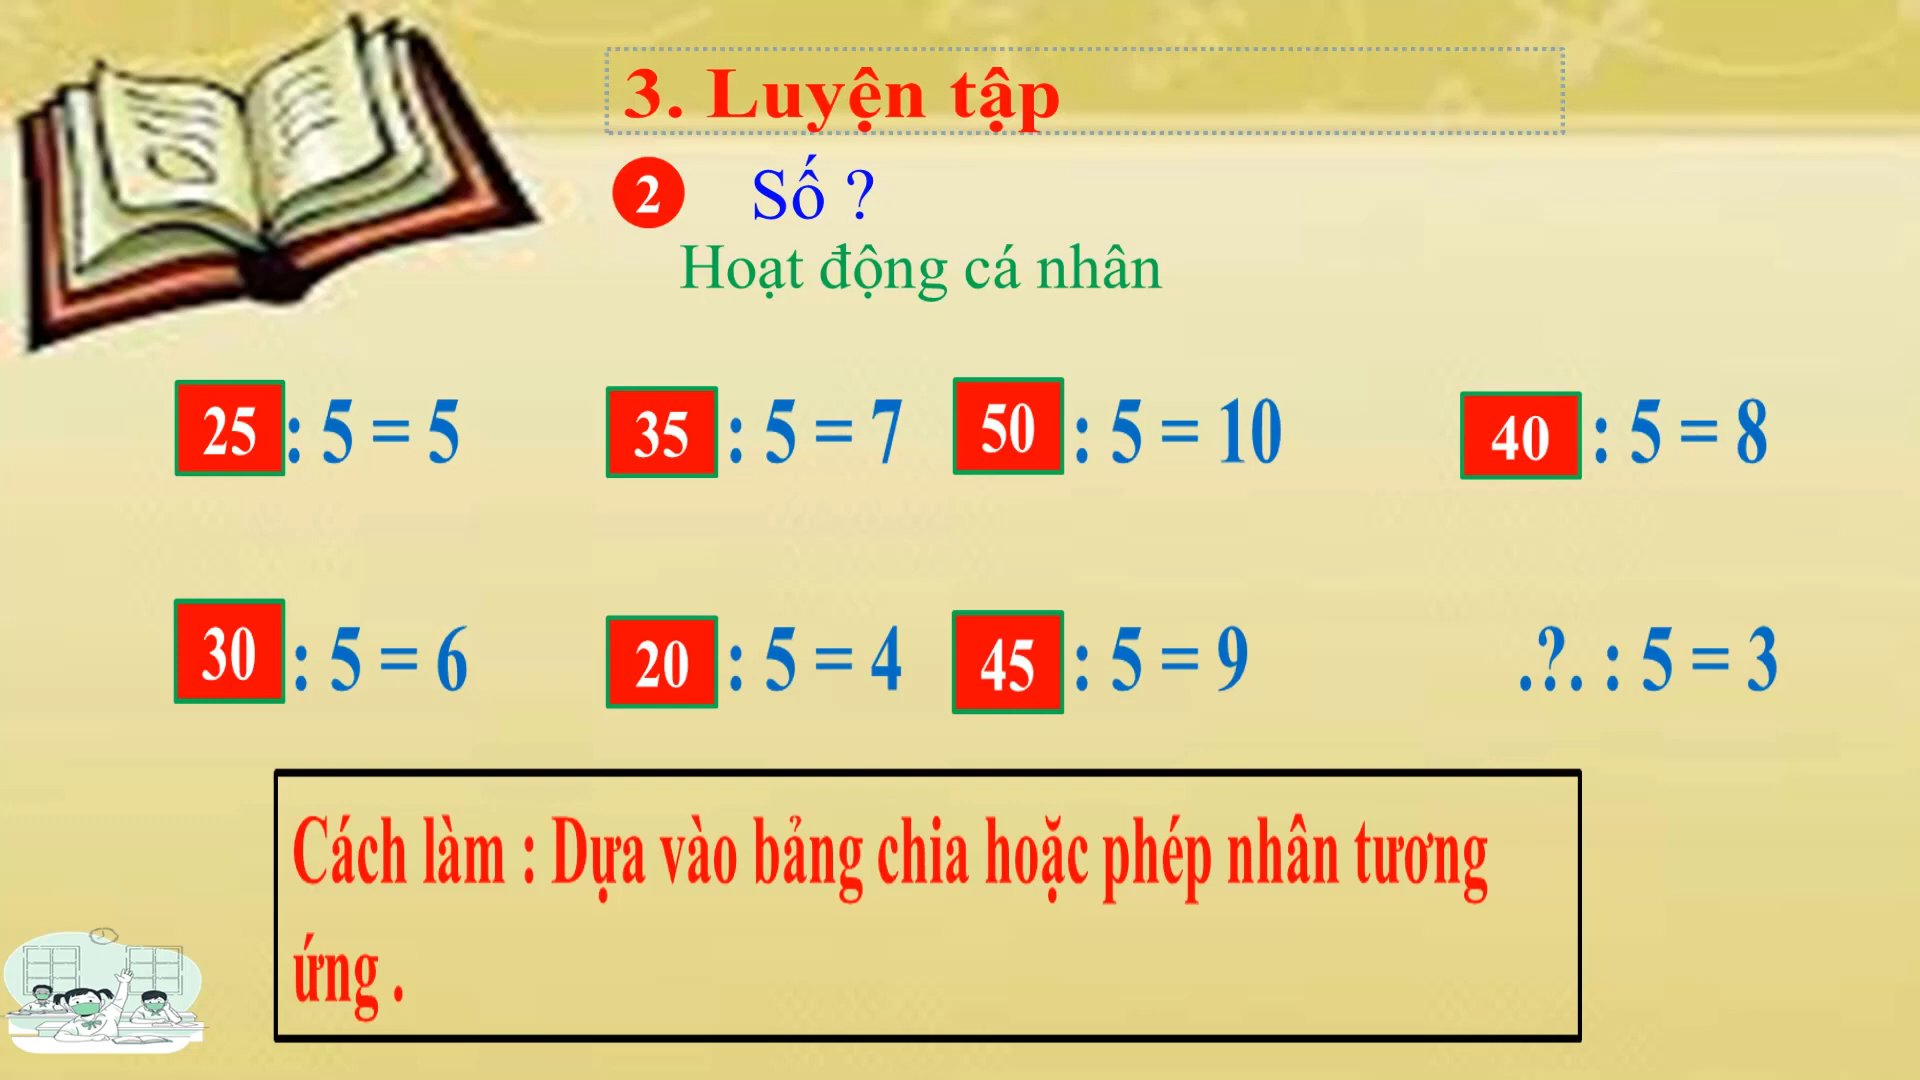 3. Luyện tập
2 Số ?
Hoạt động cá nhân
25 : 5 = 5 35 : 5 = 7 50 : 5 = 10 40 : 5 = 8
30 : 5 = 6 20 : 5 = 4 45 : 5 = 9 .?. : 5 = 3
Cách làm : Dựa vào bảng chia hoặc phép nhân tương
ứng .